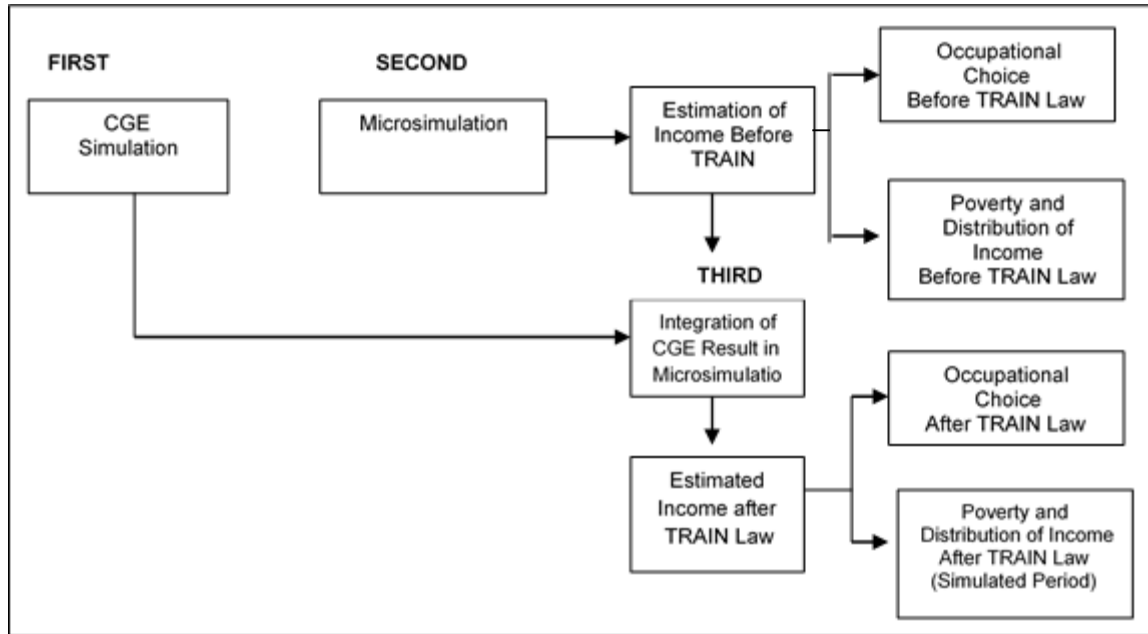 FIRST
CGE
Simulation
SECOND
Microsimulation
Estimation of
Income Before
TRAIN
Occupational
Choice
Before TRAIN Law
Poverty and
Distribution of
Income
Before TRAIN Law
THIRD
Integration of
CGE Result in
Microsimulatio
Estimated
Income after
TRAIN Law
Occupational
Choice
After TRAIN Law
Poverty and
Distribution of Income
After TRAIN Law
(Simulated Period)